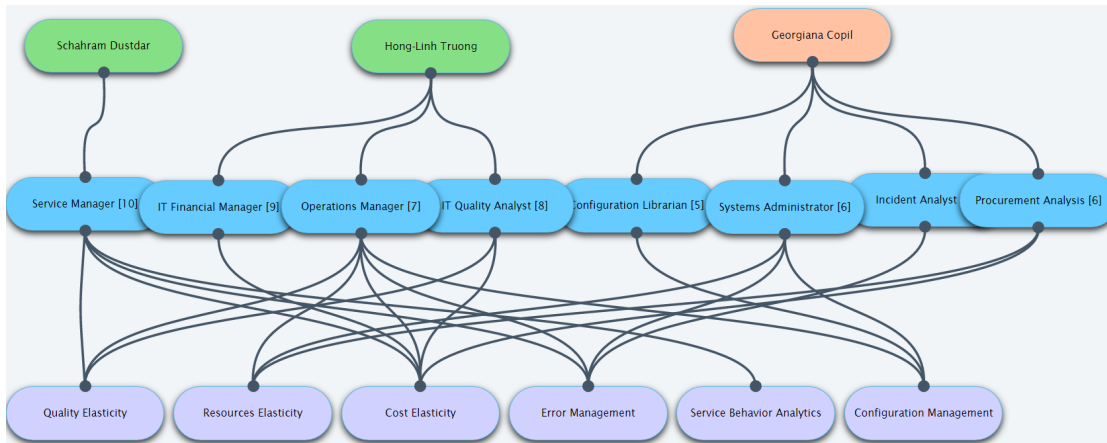 Schahram Dustdar
Hong-Linh Truong
Georgiana Copil
Service Manager [10]
IT Financial Manager [9]
Operations Manager [7]
IT Quality Analyst [8]
Configuration Librarian [5]
Systems Administrator [6]
Incident Analyst
Procurement Analysis [6]
Quality Elasticity
Resources Elasticity
Cost Elasticity
Error Management
Service Behavior Analytics
Configuration Management